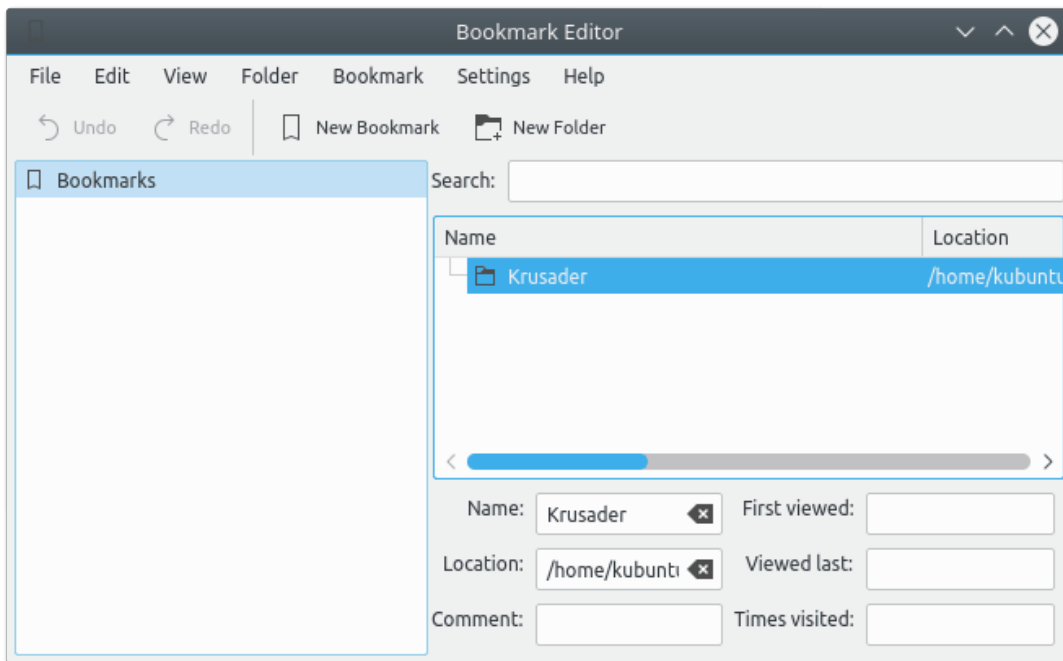 Bookmark Editor
File Edit View Folder Bookmark Settings Help
Undo Redo New Bookmark New Folder
Bookmarks
Search:
Name Location
Krusader /home/kubuntu
Name: Krusader First viewed:
Location: /home/kubuntu Viewed last:
Comment: Times visited: